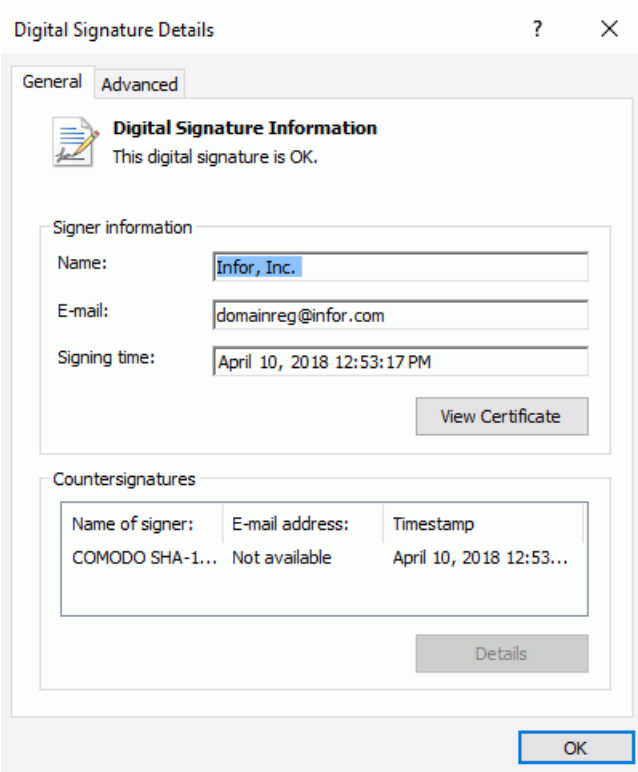 Digital Signature Details ?
General Advanced
Digital Signature Information
This digital signature is OK.
Signer information
Name: Infor, Inc.
E-mail: domainreg@infor.com
Signing time: April 10, 2018 12:53:17 PM
View Certificate
Countersignatures
Name of signer: E-mail address: Timestamp
COMODO SHA-1... Not available April 10, 2018 12:53...
Details
OK